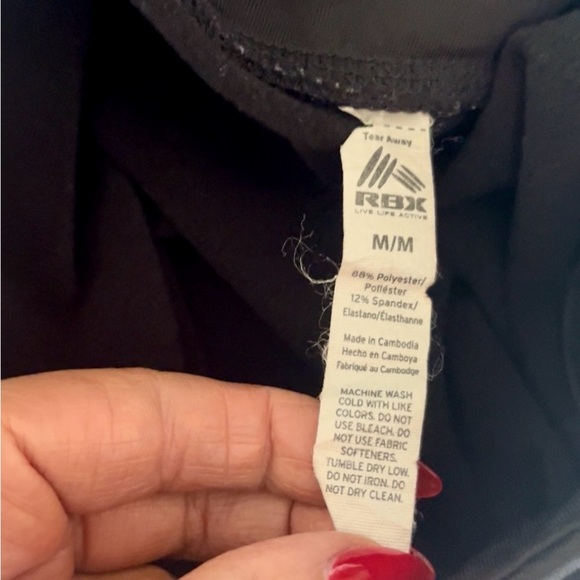 Tear Away
RBX
LIVE LIFE ACTIVE
M/M
88% Polyester/
Poliéster
12% Spandex/
Elastano/Élasthanne
Made in Cambodia
Hecho en Camboya
Fabriqué au Cambodge
MACHINE WASH
COLD WITH LIKE
COLORS. DO NOT
USE BLEACH. DO
NOT USE FABRIC
SOFTENERS.
TUMBLE DRY LOW.
DO NOT IRON. DO
NOT DRY CLEAN.